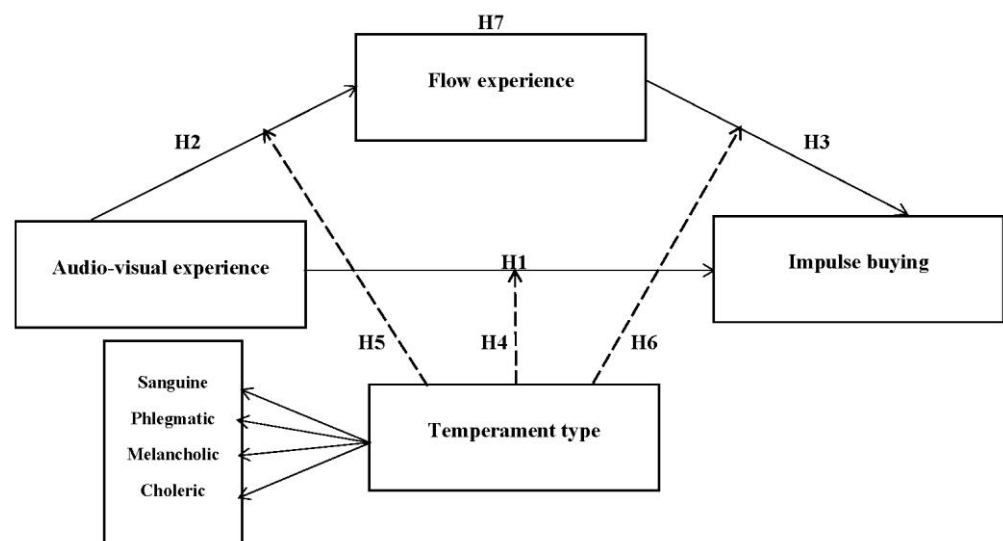 H7
Flow experience
H2
H3
Audio-visual experience
H1
Impulse buying
H5
H4
H6
Sanguine
Phlegmatic
Melancholic
Choleric
Temperament type